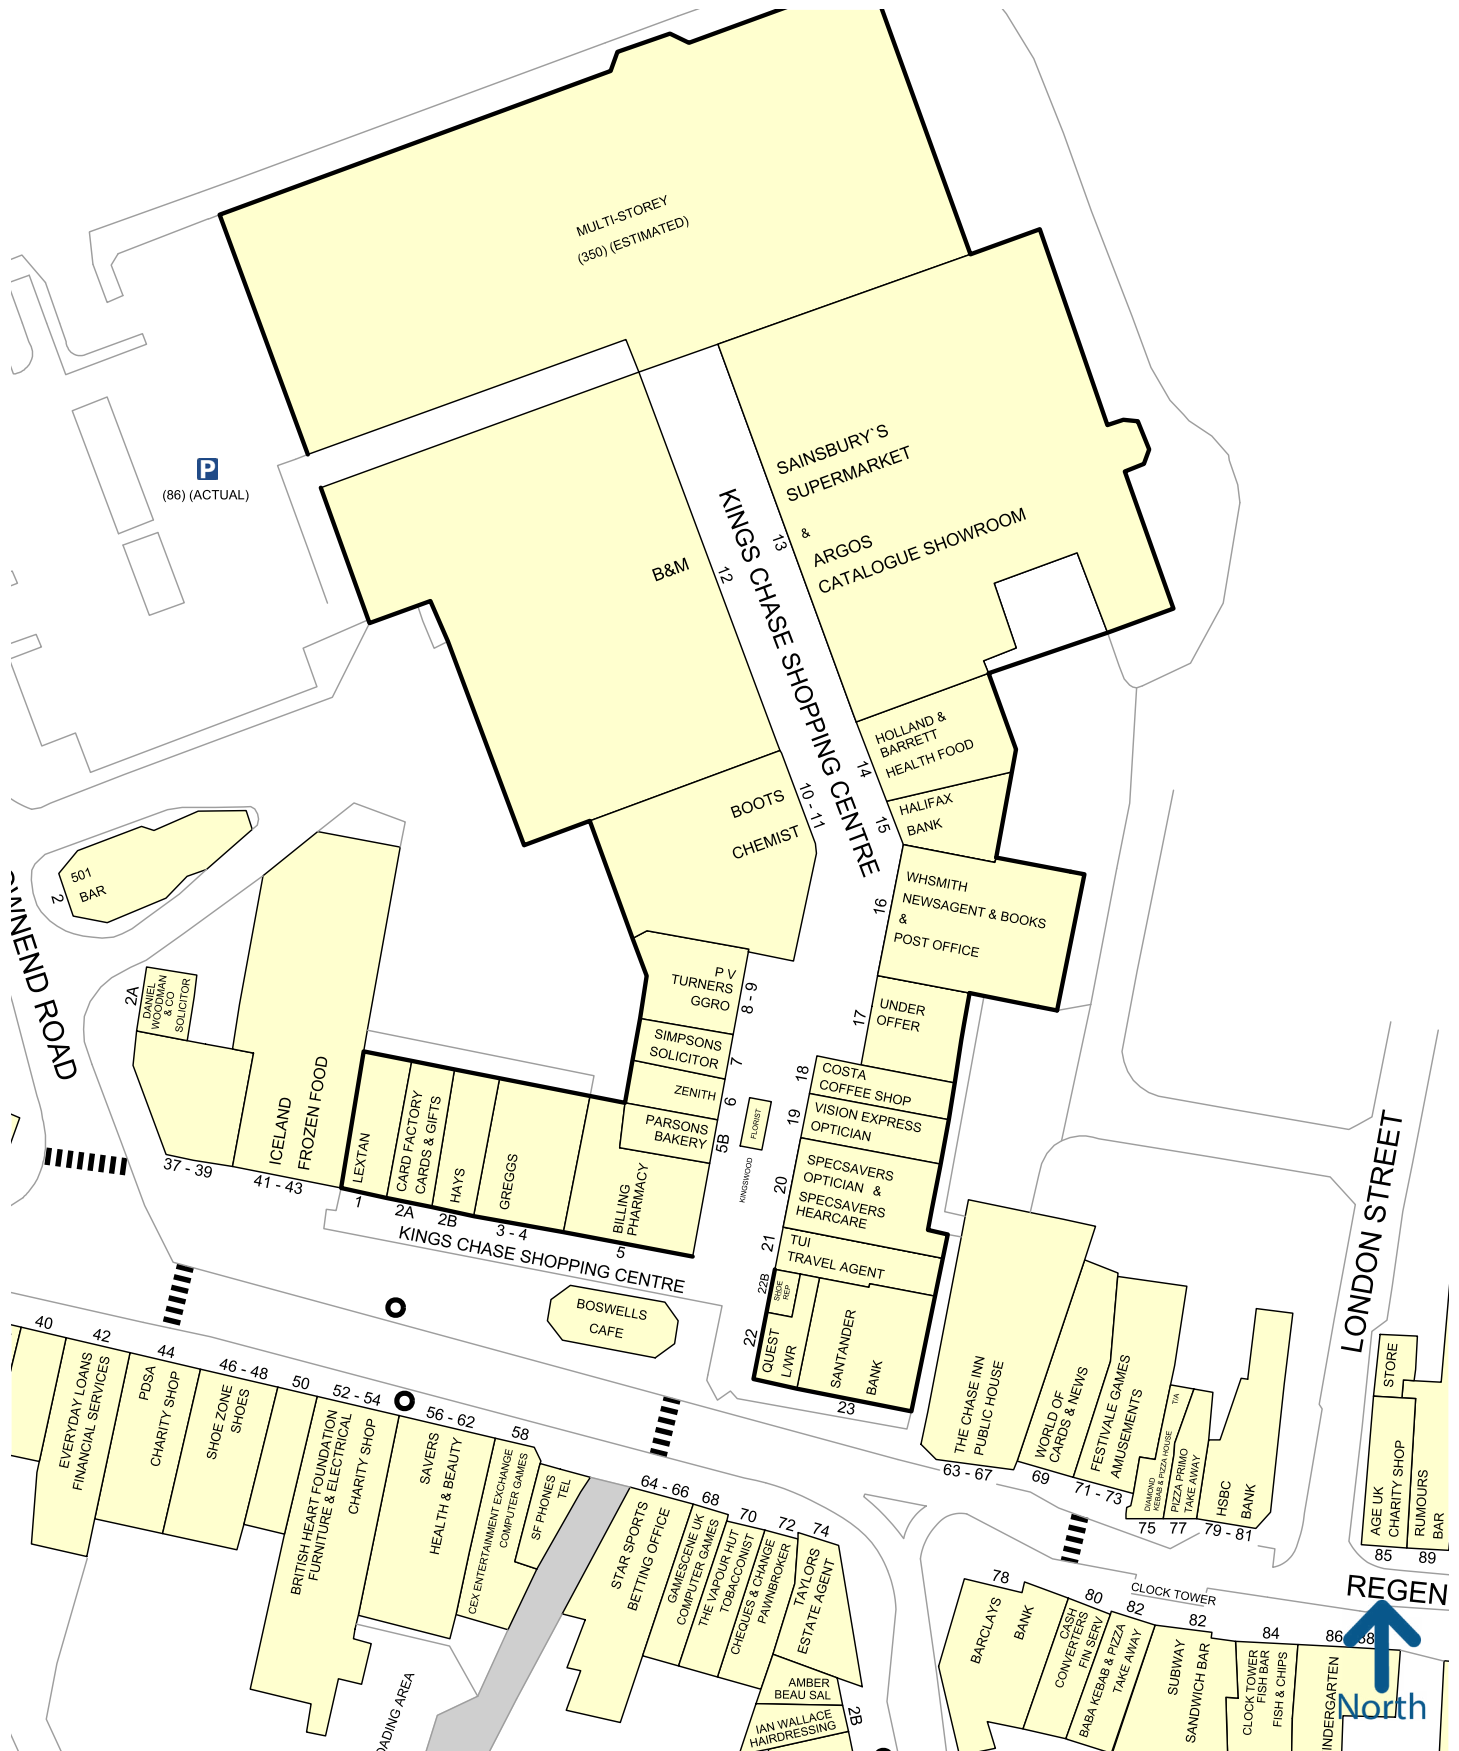 MULTI-STOREY
(350) (ESTIMATED)
P
(86) (ACTUAL)
SAINSBURY`S
SUPERMARKET
&
ARGOS
CATALOGUE SHOWROOM
13
KINGS CHASE SHOPPING CENTRE
B&M
12
HOLLAND &
BARRETT
HEALTH FOOD
14
BOOTS
CHEMIST
10 - 11
HALIFAX
BANK
15
501
BAR
2
WHSMITH
NEWSAGENT & BOOKS
&
POST OFFICE
16
OWNEND ROAD
P V
TURNERS
GGRO
8 - 9
DANIEL
WOODMAN
& CO
SOLICITOR
2A
UNDER
OFFER
17
SIMPSONS
SOLICITOR
7
ZENITH
6
PARSONS
BAKERY
5B
COSTA
COFFEE SHOP
18
VISION EXPRESS
OPTICIAN
19
FLORIST
KINGSWOOD
SPECSAVERS
OPTICIAN &
SPECSAVERS
HEARCARE
20
37 - 39
ICELAND
FROZEN FOOD
41 - 43
LEXTAN
1
CARD FACTORY
CARDS & GIFTS
2A
HAYS
2B
GREGGS
3 - 4
BILLING
PHARMACY
5
KINGS CHASE SHOPPING CENTRE
TUI
TRAVEL AGENT
21
SHOE
REP
22B
QUEST
L/WR
22
SANTANDER
BANK
23
BOSWELLS
CAFE
LONDON STREET
40
42
EVERYDAY LOANS
FINANCIAL SERVICES
44
PDSA
CHARITY SHOP
46 - 48
SHOE ZONE
SHOES
50
52 - 54
BRITISH HEART FOUNDATION
FURNITURE & ELECTRICAL
CHARITY SHOP
56 - 62
SAVERS
HEALTH & BEAUTY
58
CEX ENTERTAINMENT EXCHANGE
COMPUTER GAMES
SF PHONES
TEL
64 - 66
STAR SPORTS
BETTING OFFICE
68
GAMESCENE UK
COMPUTER GAMES
70
THE VAPOUR HUT
TOBACCONIST
72
CHEQUES & CHANGE
PAWNBROKER
74
TAYLORS
ESTATE AGENT
AMBER
BEAU SAL
IAN WALLACE
HAIRDRESSING
2B
OADING AREA
THE CHASE INN
PUBLIC HOUSE
63 - 67
WORLD OF
CARDS & NEWS
69
FESTIVALE GAMES
AMUSEMENTS
71 - 73
DIAMOND
KEBAB & PIZZA HOUSE
T/A
75
PIZZA PRIMO
TAKE AWAY
77
HSBC
BANK
79 - 81
STORE
AGE UK
CHARITY SHOP
85
RUMOURS
BAR
89
REGEN
CLOCK TOWER
78
BARCLAYS
BANK
80
CASH
CONVERTERS
FIN SERV
82
BABA KEBAB & PIZZA
TAKE AWAY
82
SUBWAY
SANDWICH BAR
84
CLOCK TOWER
FISH BAR
FISH & CHIPS
86
88
INDERGARTEN
North